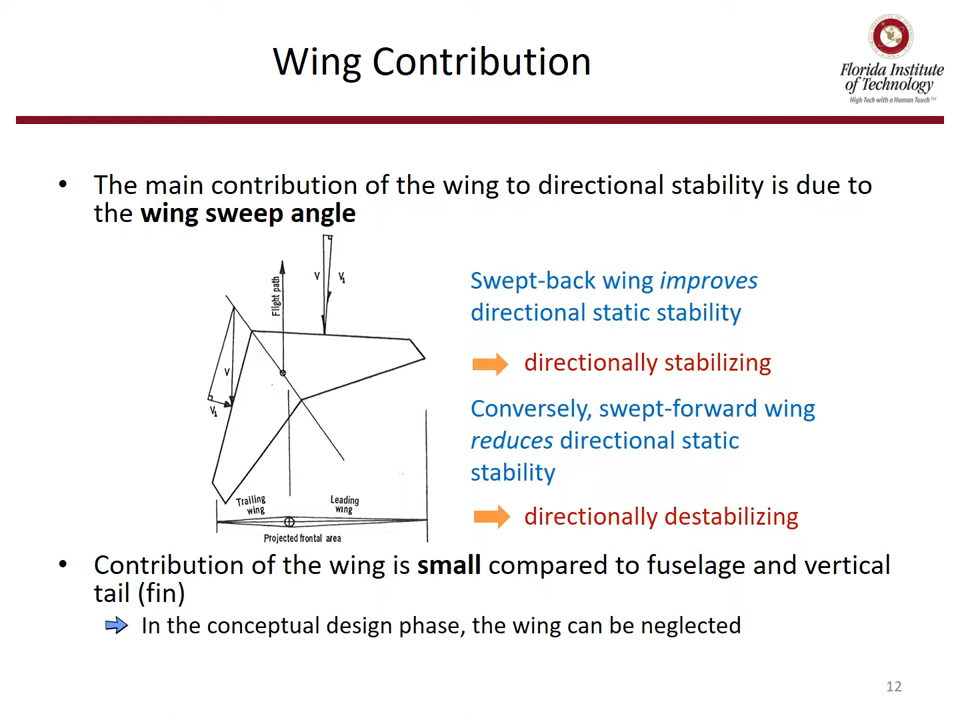 Wing Contribution
Florida Institute
of Technology
High Tech with a Human Touch™
• The main contribution of the wing to directional stability is due to
the wing sweep angle
Flight path
V
V₁
V
V₁
Trailing
wing
Leading
wing
Projected frontal area
Swept-back wing improves
directional static stability
directionally stabilizing
Conversely, swept-forward wing
reduces directional static
stability
directionally destabilizing
• Contribution of the wing is small compared to fuselage and vertical
tail (fin)
In the conceptual design phase, the wing can be neglected
12